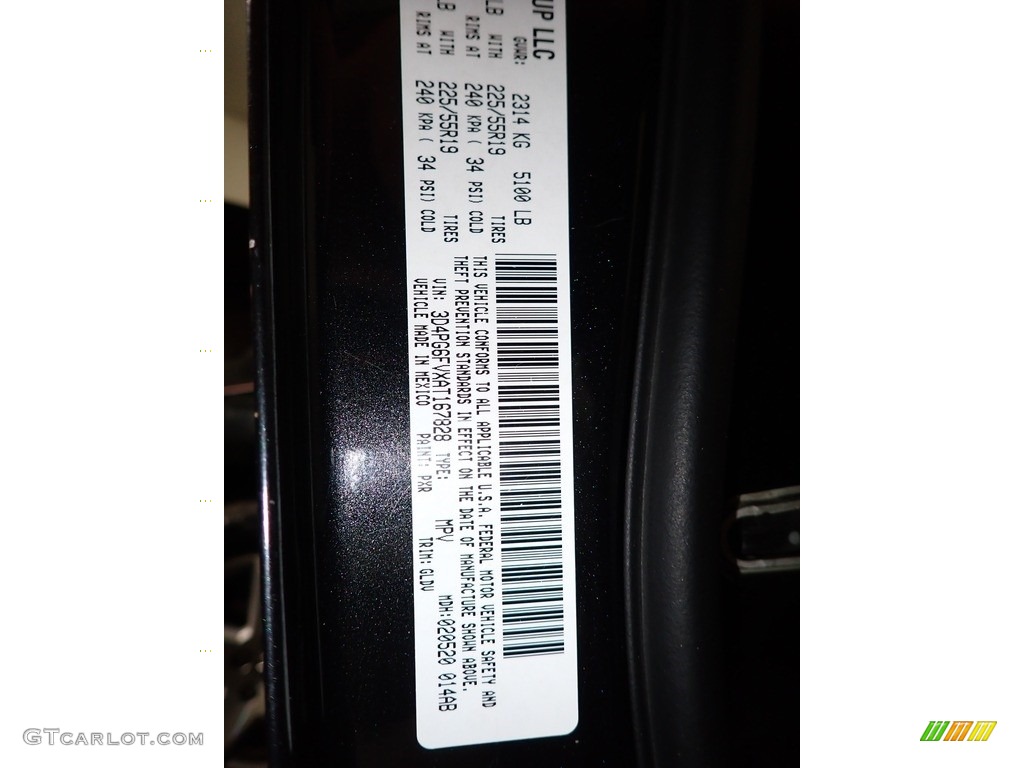 UP LLC
GVWR: 2314 KG 5100 LB
LB WITH 225/55R19 TIRES
RIMS AT 240 KPA ( 34 PSI) COLD
LB WITH 225/55R19 TIRES
RIMS AT 240 KPA ( 34 PSI) COLD
THIS VEHICLE CONFORMS TO ALL APPLICABLE U.S.A. FEDERAL MOTOR VEHICLE SAFETY AND
THEFT PREVENTION STANDARDS IN EFFECT ON THE DATE OF MANUFACTURE SHOWN ABOVE.
VIN: 3D4PG6FVXAT167828 TYPE: MPV MDH:020520 014AB
VEHICLE MADE IN MEXICO PAINT: PXR TRIM: GLDV
GTcarlot.com